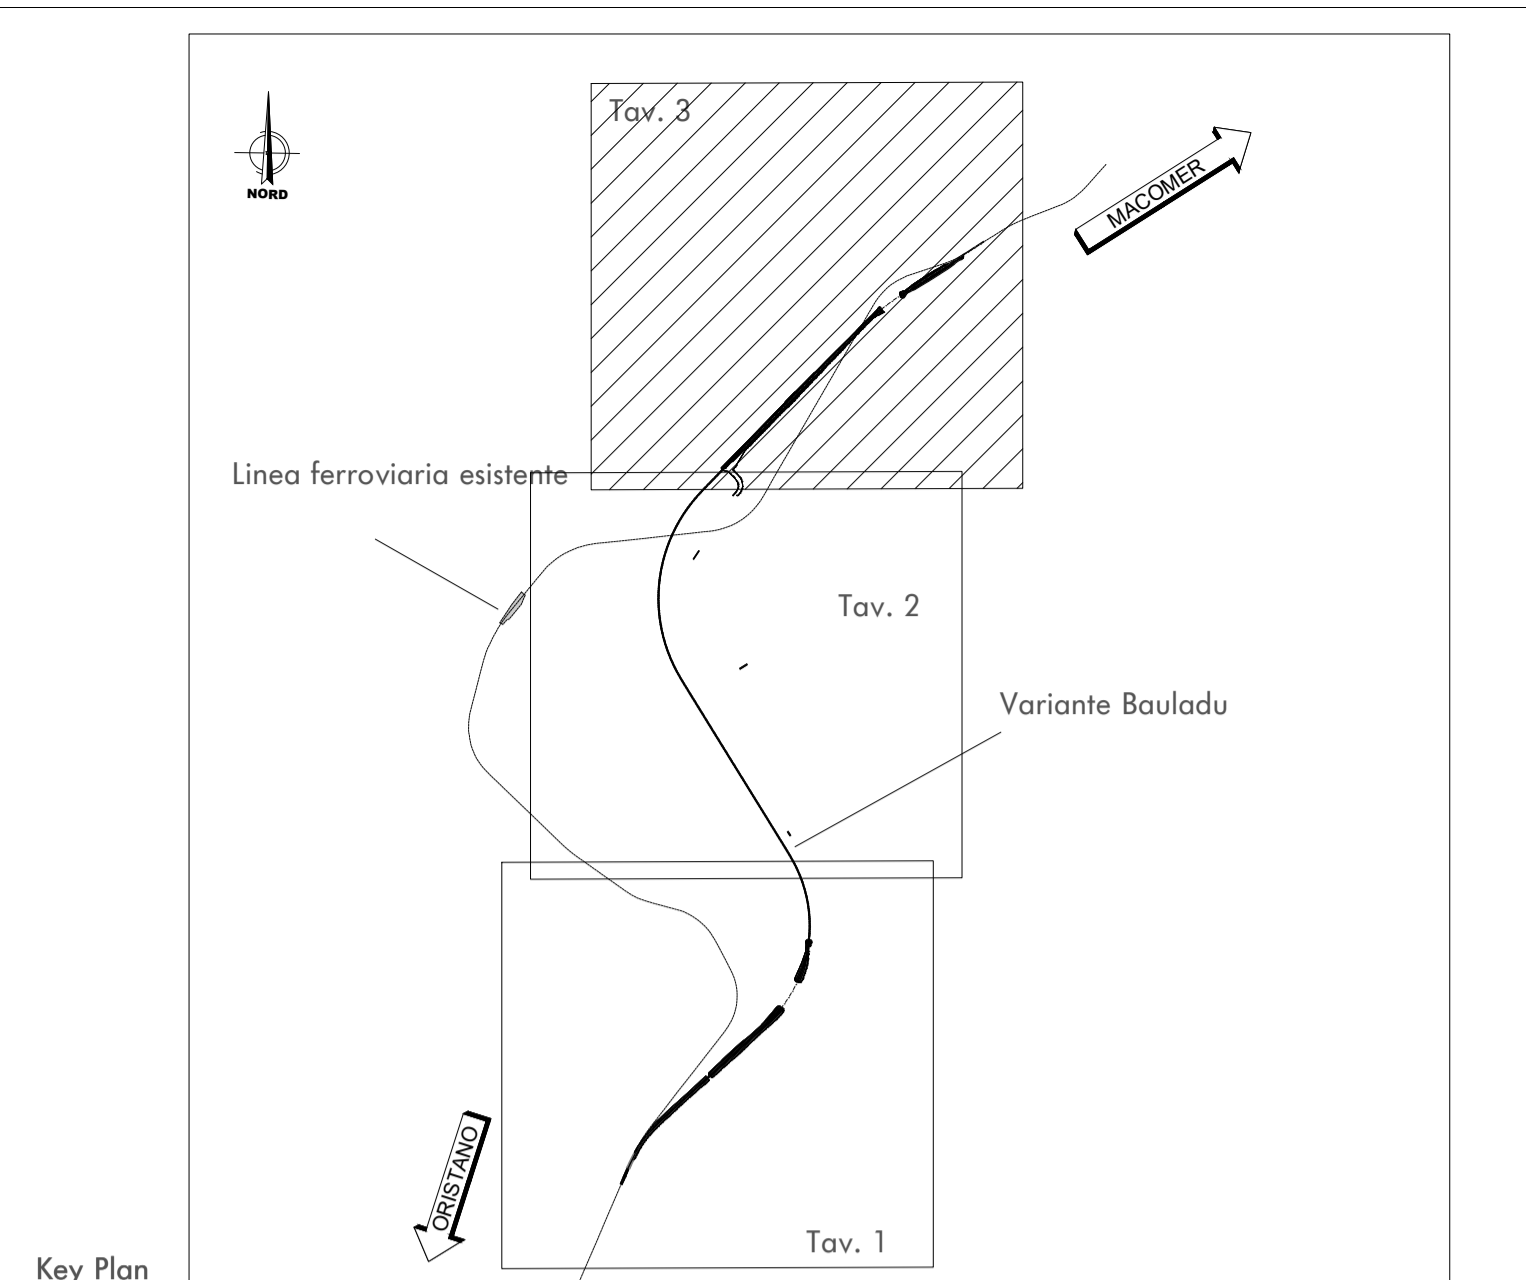 Tav. 3
MACOMER
NORD
Linea ferroviaria esistente
Tav. 2
Variante Bauladu
ORISTANO
Tav. 1
Key Plan